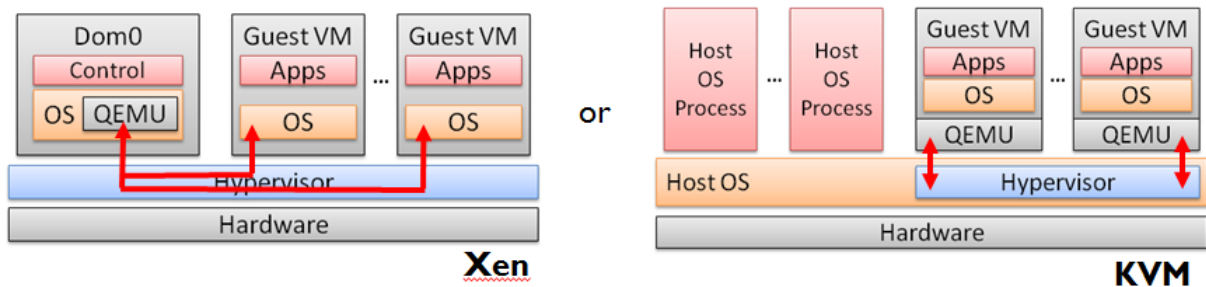 Dom0
Control
OS QEMU
Guest VM
Apps
OS
...
Guest VM
Apps
OS
Hypervisor
Hardware
Xen
or
Host
OS
Process
...
Host
OS
Process
Guest VM
Apps
OS
QEMU
...
Guest VM
Apps
OS
QEMU
Host OS
Hypervisor
Hardware
KVM